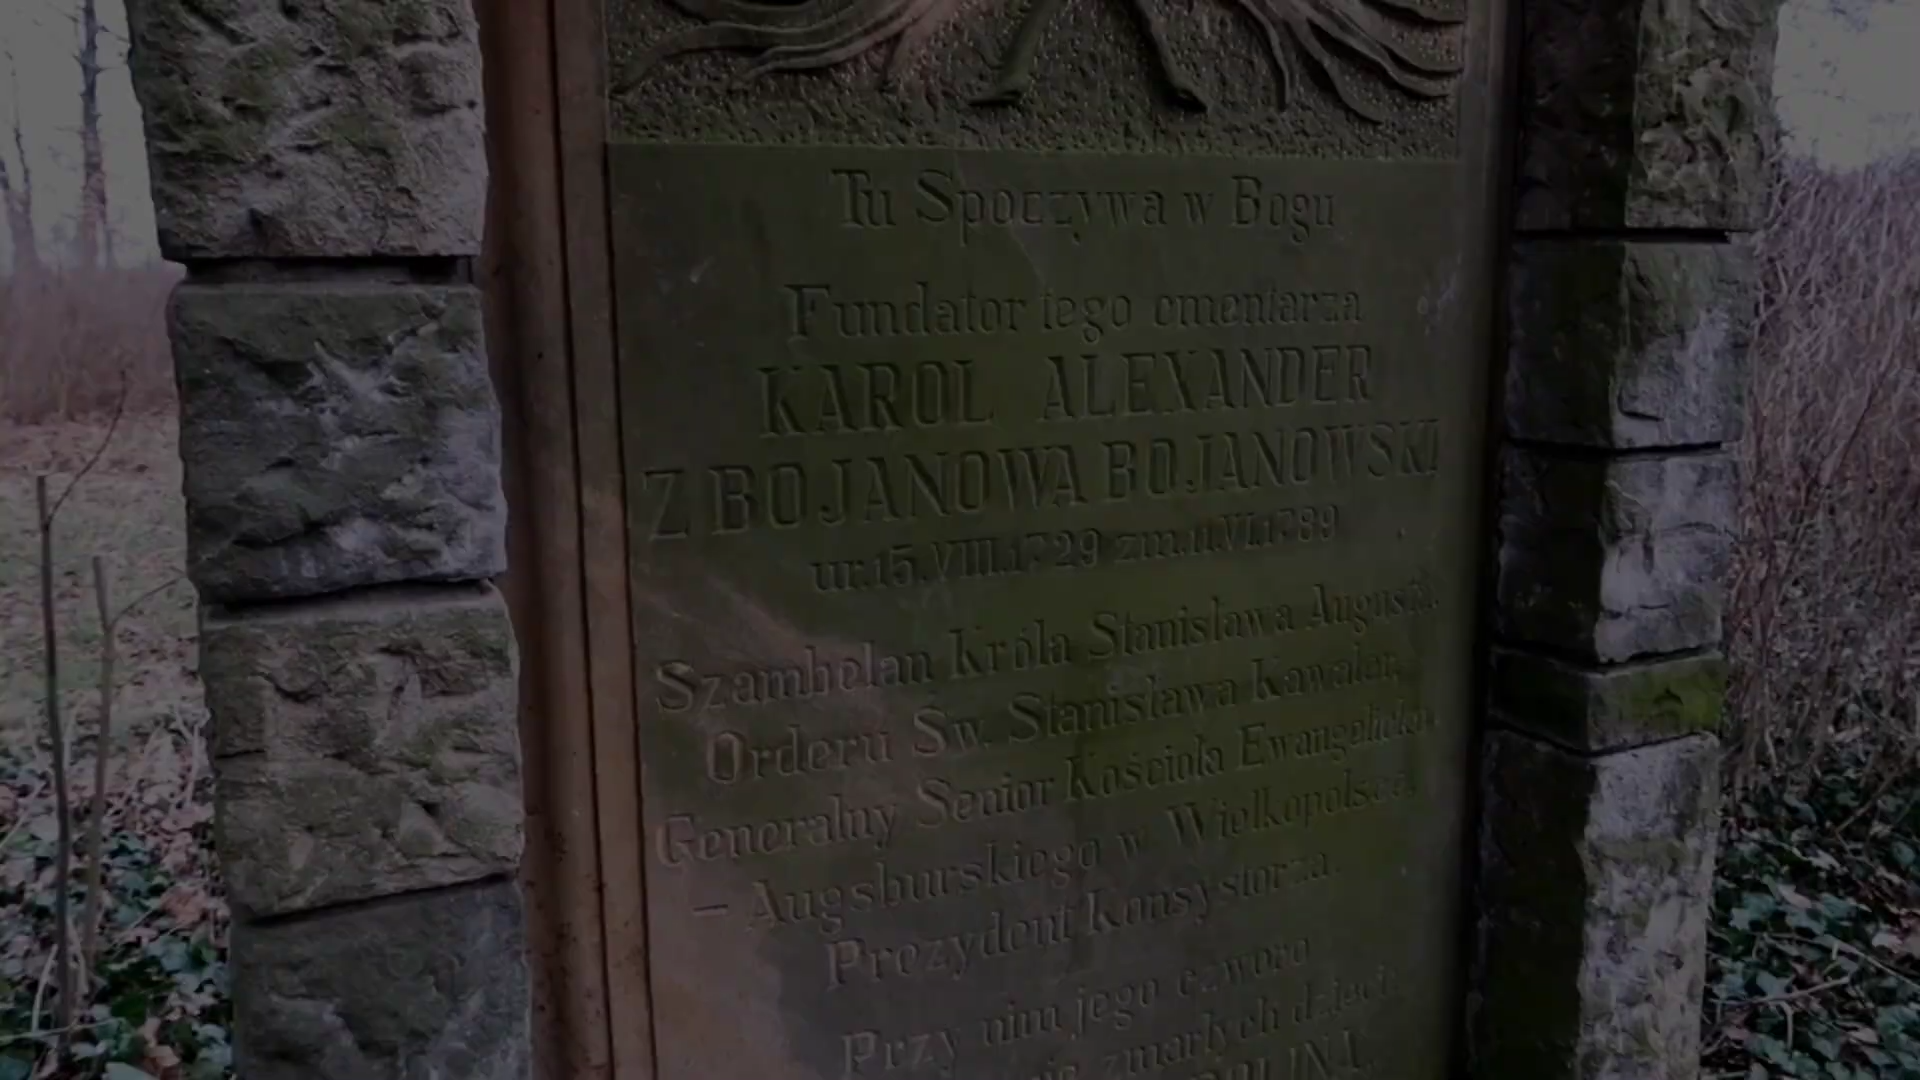 Tu Spoczywa w Bogu
Fundator tego cmentarza
KAROL ALEXANDER
Z BOJANOWA BOJANOWSKI
ur.15.VIII.1729 zm.11.VI.1789
Szambelan Króla Stanisława Augusta
Orderu Św. Stanisława Kawaler,
Generalny Senior Kościoła Ewangelicko
– Augsburskiego w Wielkopolsce,
Prezydent Konsystorza.
Przy nim jego czworo
zmarłych dzieci: